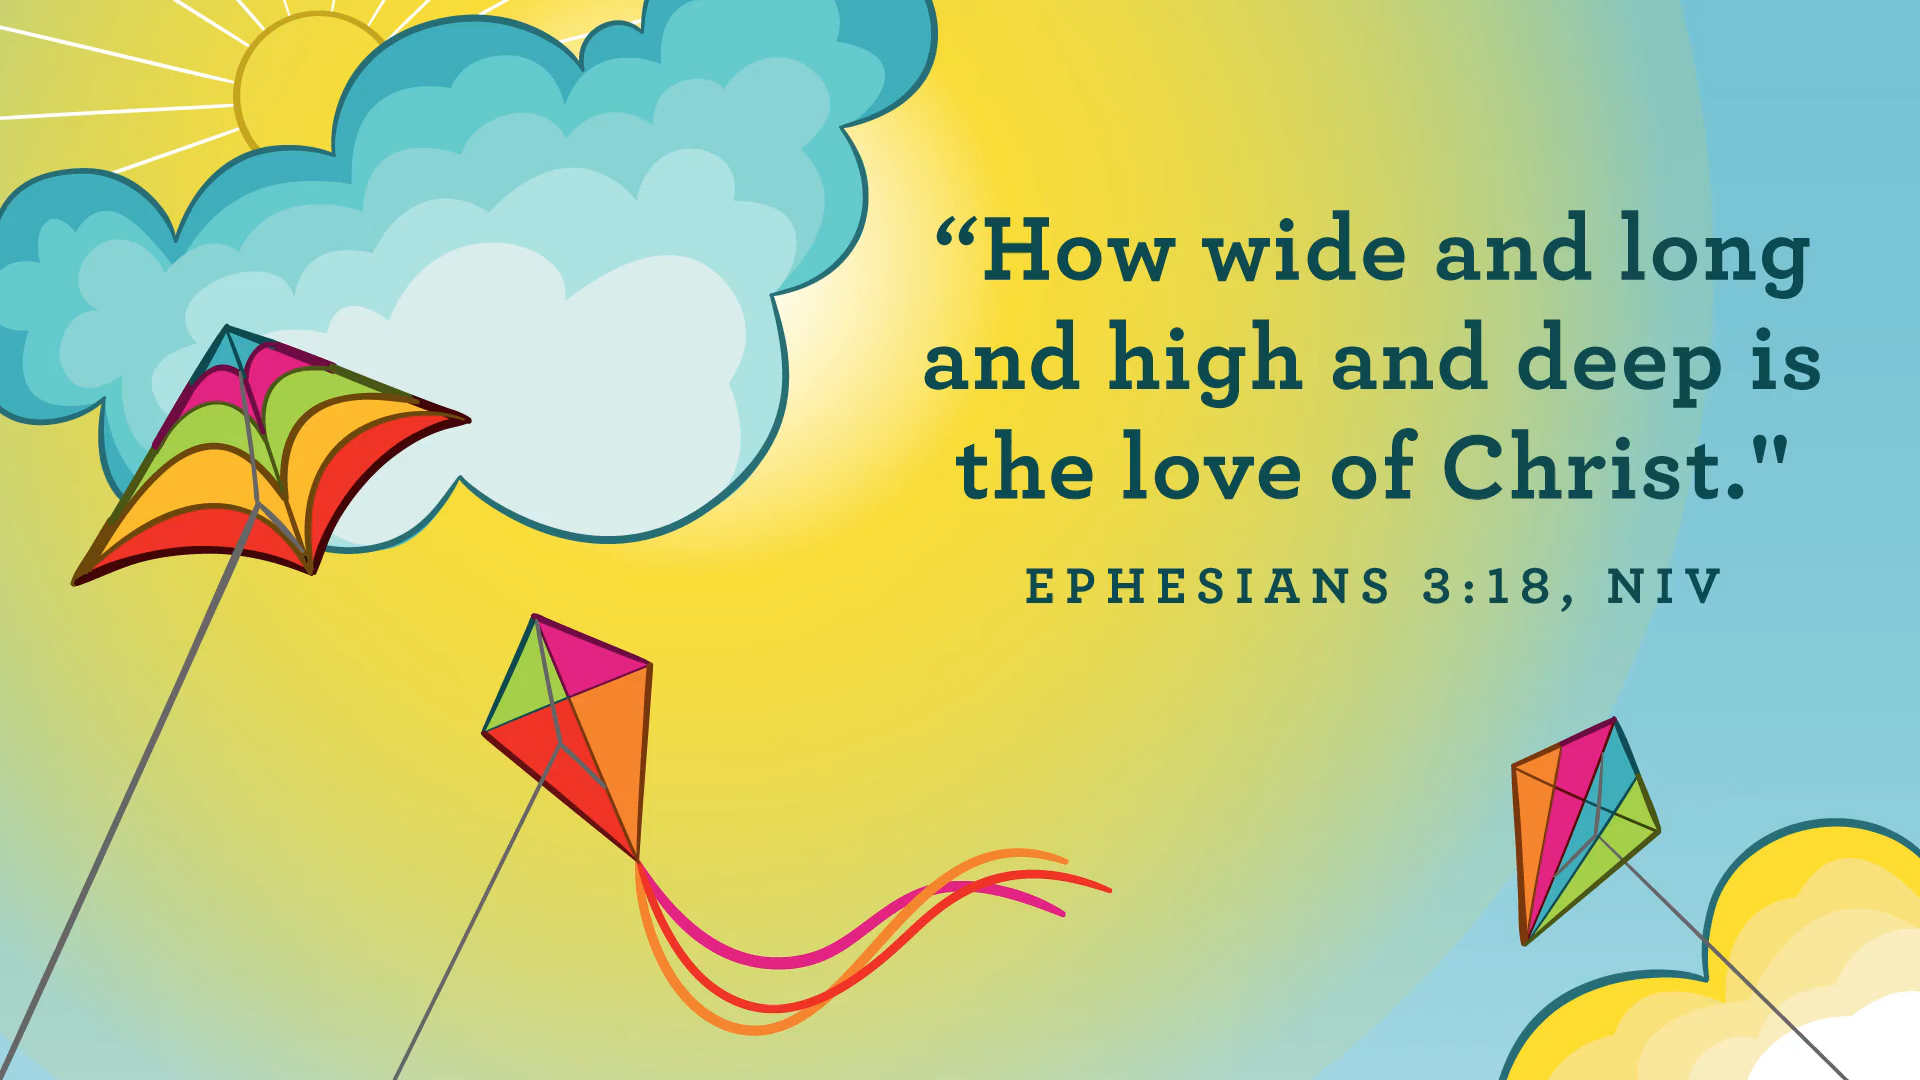 “How wide and long
and high and deep is
the love of Christ."
EPHESIANS 3:18, NIV